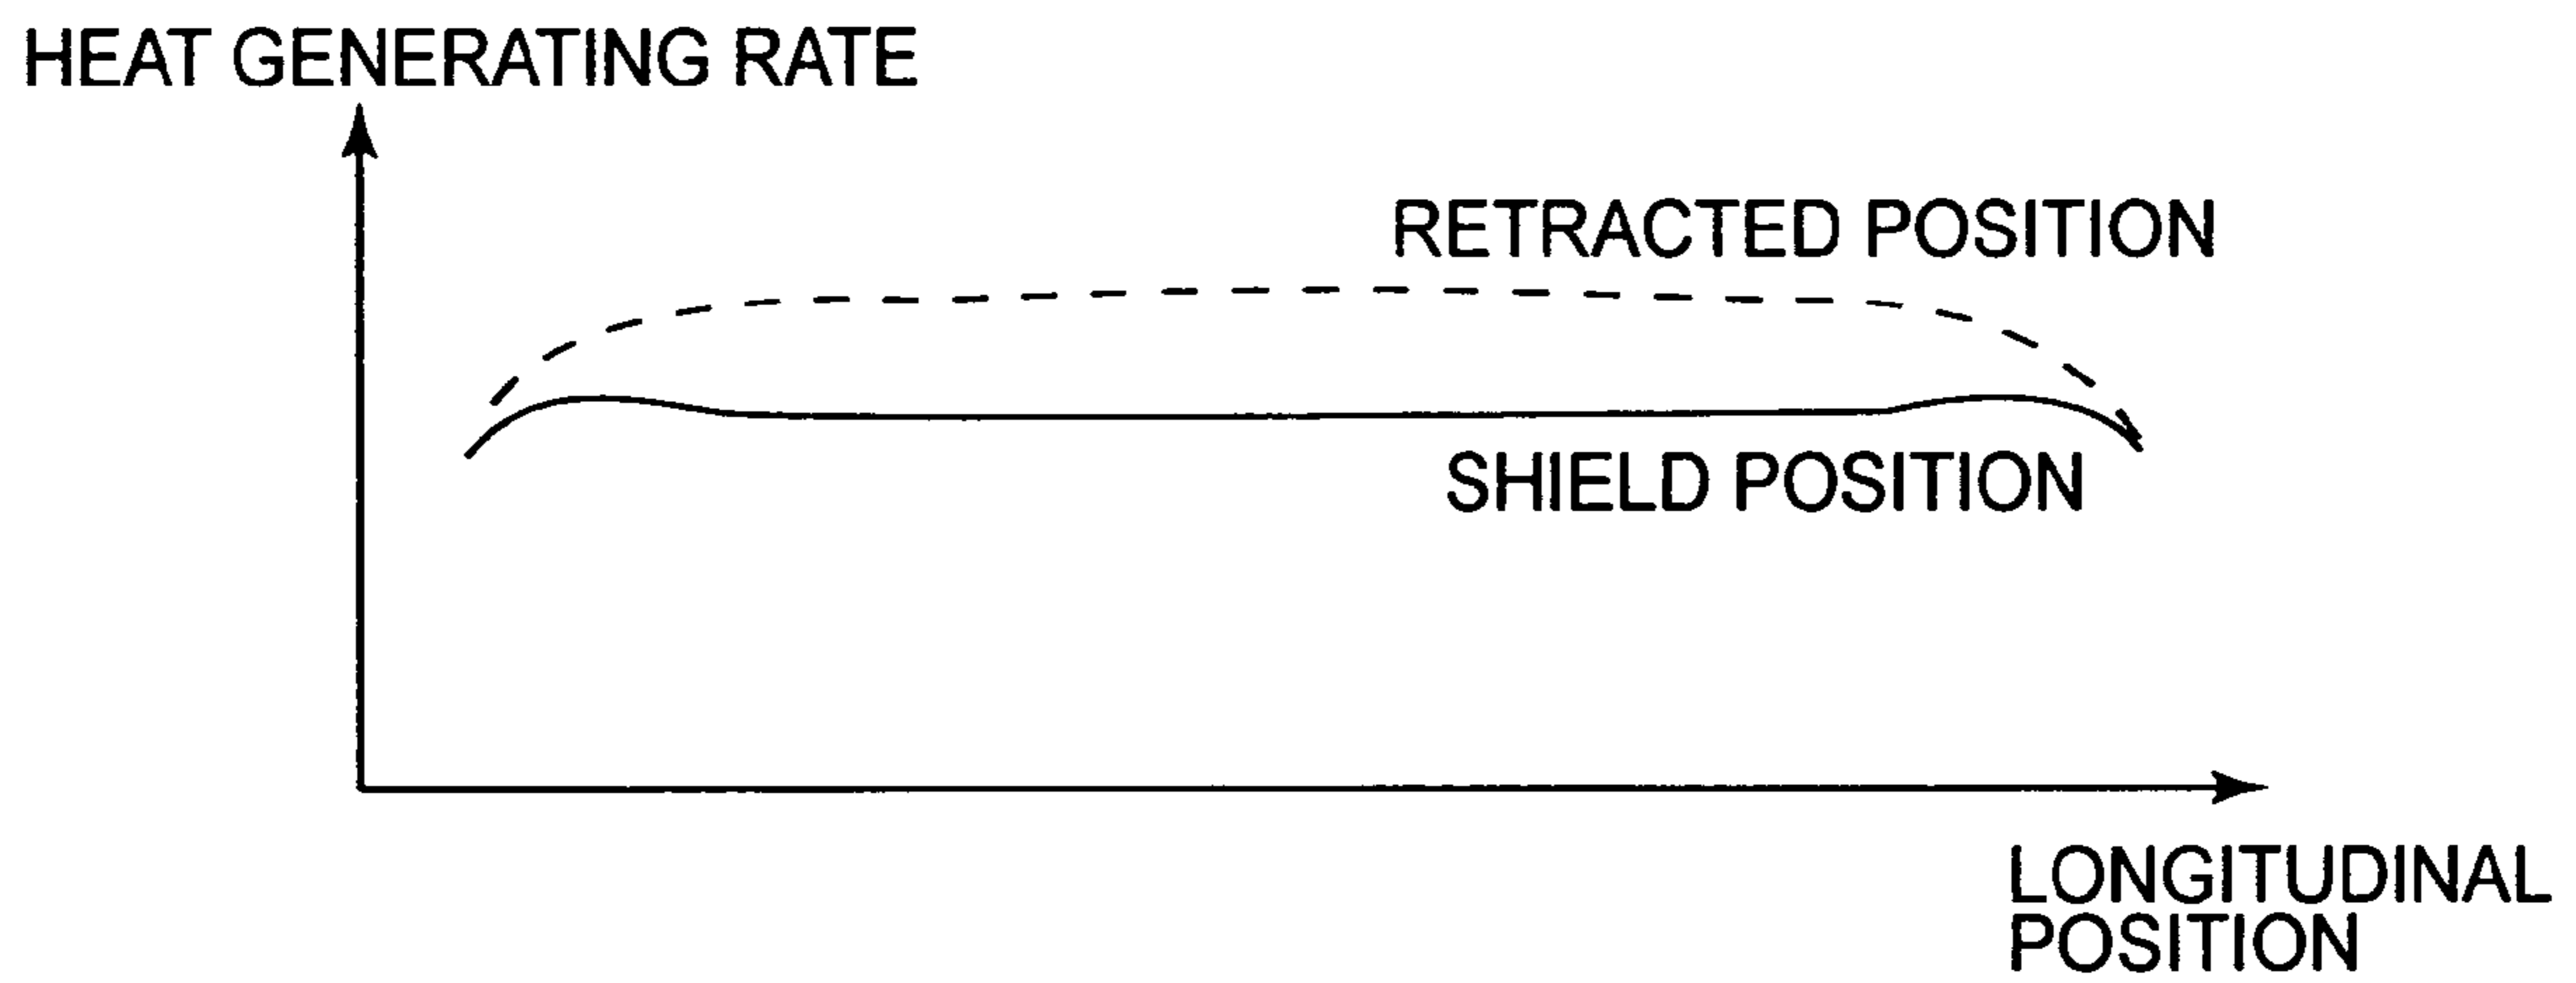 HEAT GENERATING RATE
RETRACTED POSITION
SHIELD POSITION
LONGITUDINAL
POSITION